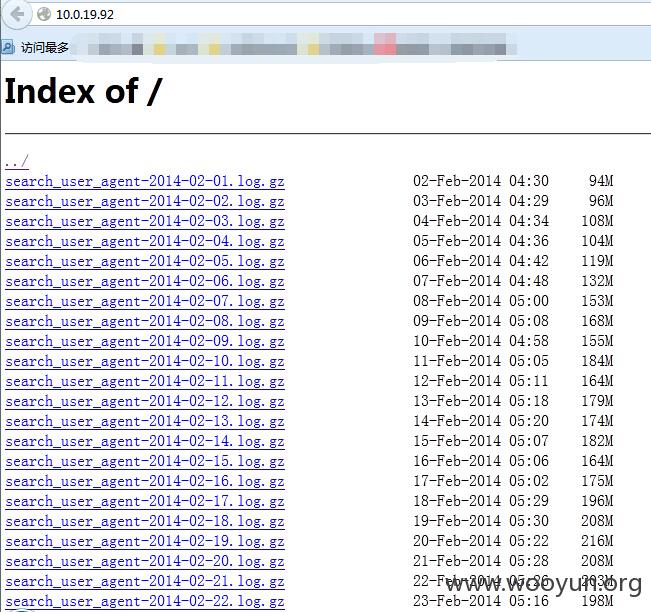 10.0.19.92
访问最多
Index of /
../
search_user_agent-2014-02-01.log.gz 02-Feb-2014 04:30 94M
search_user_agent-2014-02-02.log.gz 03-Feb-2014 04:29 96M
search_user_agent-2014-02-03.log.gz 04-Feb-2014 04:34 108M
search_user_agent-2014-02-04.log.gz 05-Feb-2014 04:36 104M
search_user_agent-2014-02-05.log.gz 06-Feb-2014 04:42 119M
search_user_agent-2014-02-06.log.gz 07-Feb-2014 04:48 132M
search_user_agent-2014-02-07.log.gz 08-Feb-2014 05:00 153M
search_user_agent-2014-02-08.log.gz 09-Feb-2014 05:08 168M
search_user_agent-2014-02-09.log.gz 10-Feb-2014 04:58 155M
search_user_agent-2014-02-10.log.gz 11-Feb-2014 05:05 184M
search_user_agent-2014-02-11.log.gz 12-Feb-2014 05:11 164M
search_user_agent-2014-02-12.log.gz 13-Feb-2014 05:18 179M
search_user_agent-2014-02-13.log.gz 14-Feb-2014 05:20 174M
search_user_agent-2014-02-14.log.gz 15-Feb-2014 05:07 182M
search_user_agent-2014-02-15.log.gz 16-Feb-2014 05:06 164M
search_user_agent-2014-02-16.log.gz 17-Feb-2014 05:02 175M
search_user_agent-2014-02-17.log.gz 18-Feb-2014 05:29 196M
search_user_agent-2014-02-18.log.gz 19-Feb-2014 05:30 208M
search_user_agent-2014-02-19.log.gz 20-Feb-2014 05:22 216M
search_user_agent-2014-02-20.log.gz 21-Feb-2014 05:28 208M
search_user_agent-2014-02-21.log.gz 22-Feb-2014 05:26 203M
search_user_agent-2014-02-22.log.gz 23-Feb-2014 05:16 198M
www.wooyun.org